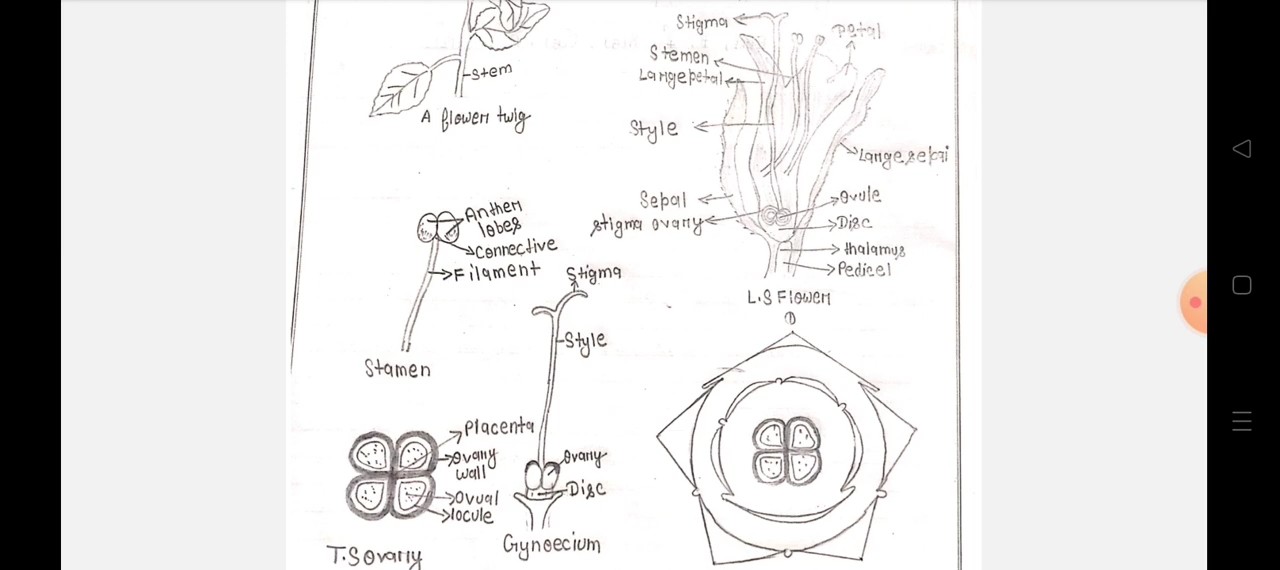 Stem
A flower twig
Stigma
Petal
Stemen
Large petal
Style
Large sepal
Sepal
stigma ovary
Ovule
Disc
thalamus
Pedicel
L.S Flower
Anther
lobes
Connective
Filament
Stamen
Stigma
Style
Ovary
Disc
Gynoecium
Placenta
Ovary
wall
Ovual
locule
T.S Ovary